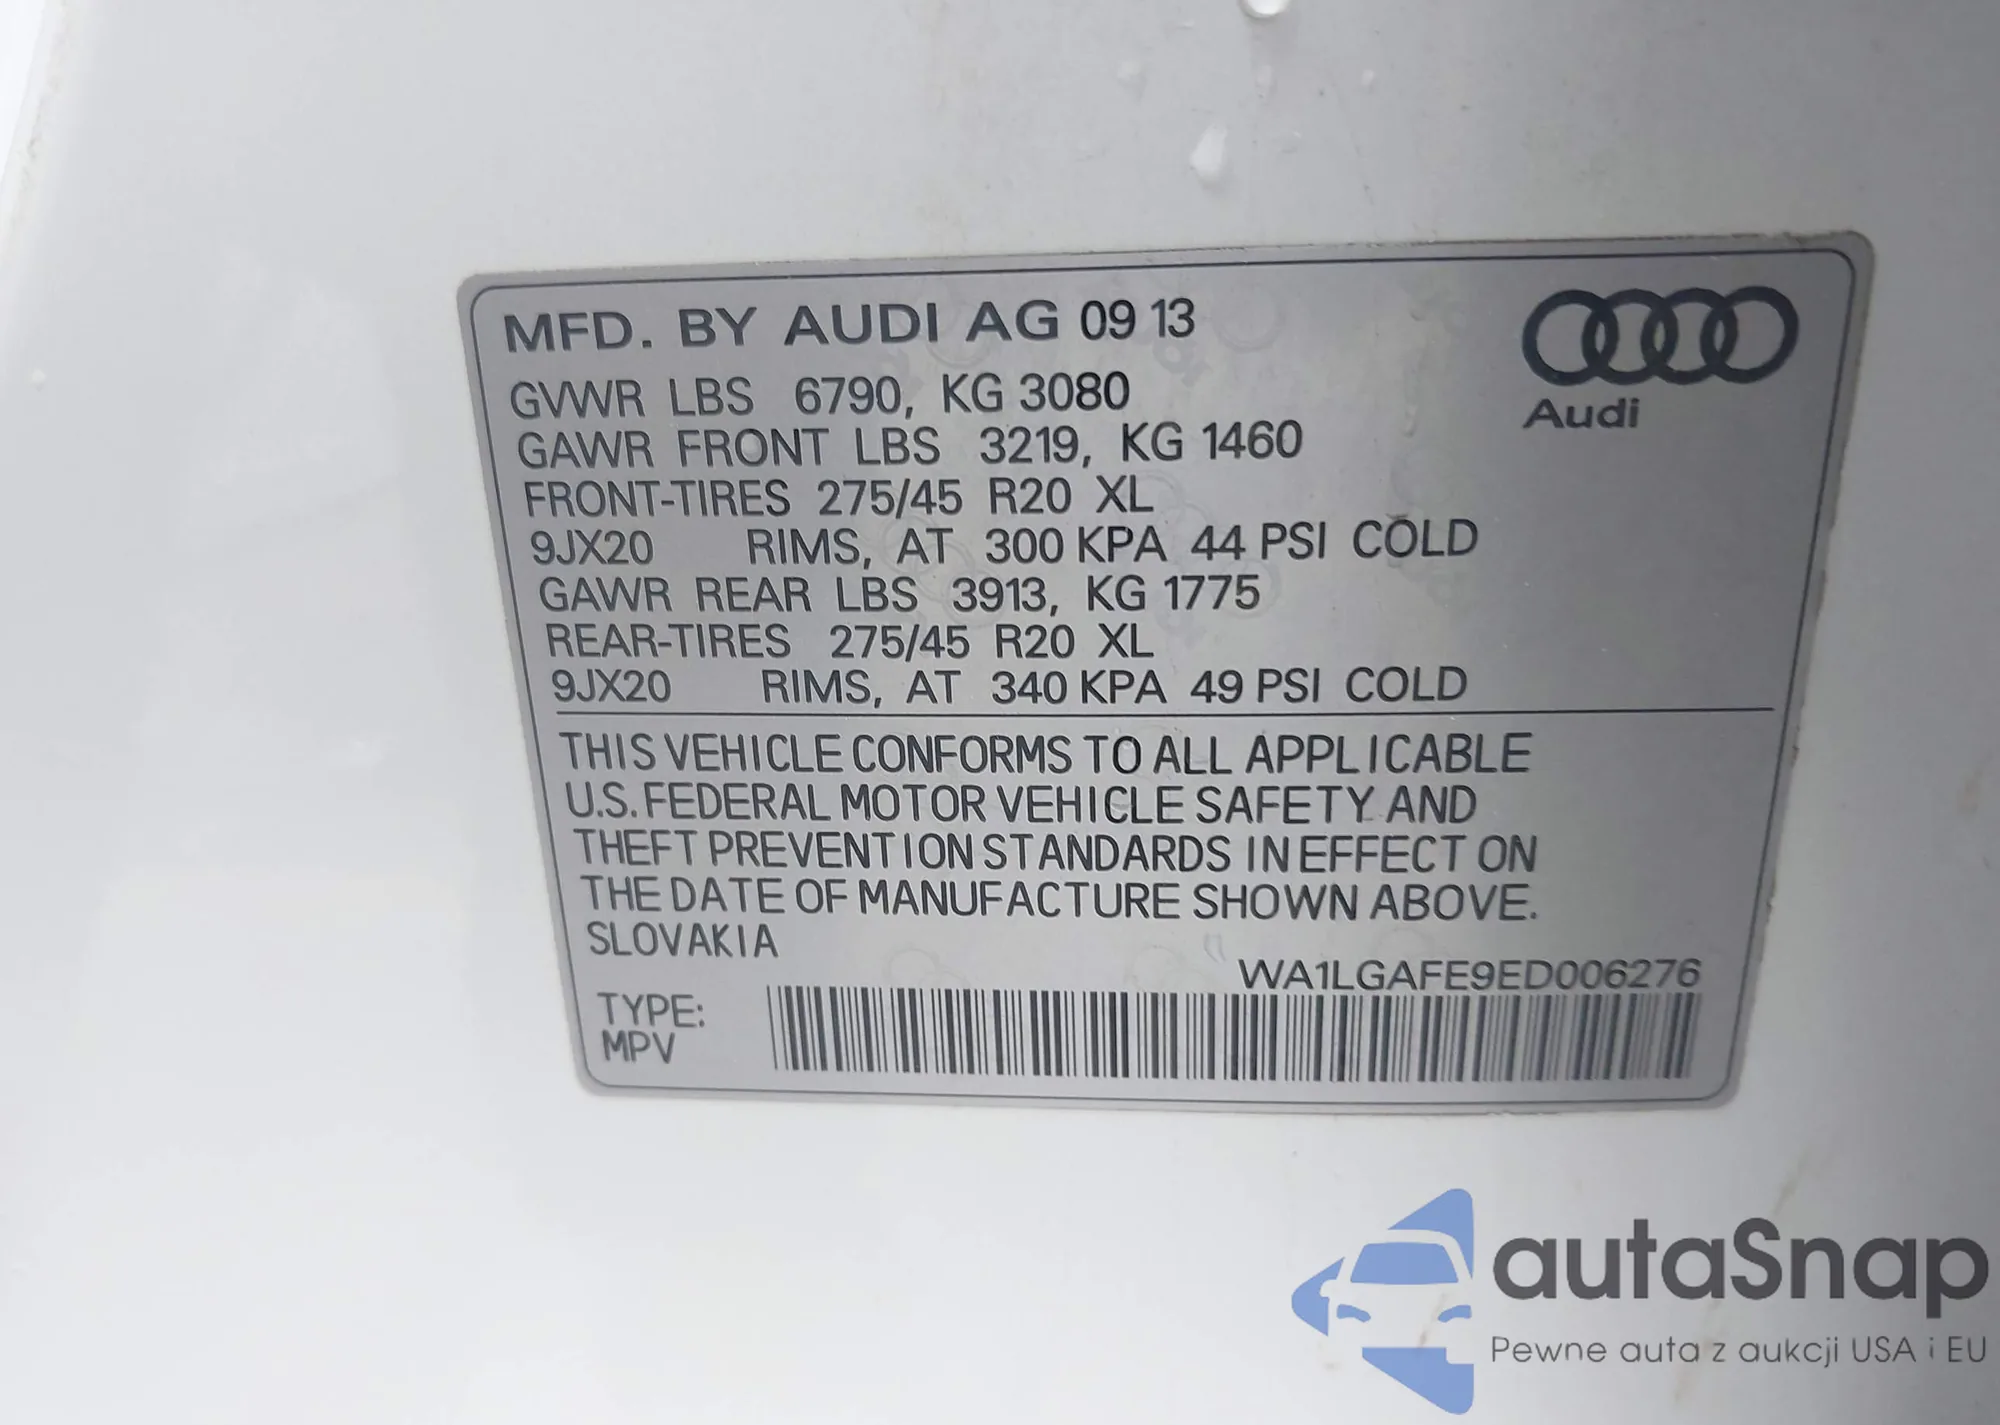 MFD. BY AUDI AG 09 13
Audi
GVWR LBS 6790, KG 3080
GAWR FRONT LBS 3219, KG 1460
FRONT-TIRES 275/45 R20 XL
9JX20 RIMS, AT 300 KPA 44 PSI COLD
GAWR REAR LBS 3913, KG 1775
REAR-TIRES 275/45 R20 XL
9JX20 RIMS, AT 340 KPA 49 PSI COLD
THIS VEHICLE CONFORMS TO ALL APPLICABLE
U.S. FEDERAL MOTOR VEHICLE SAFETY AND
THEFT PREVENTION STANDARDS IN EFFECT ON
THE DATE OF MANUFACTURE SHOWN ABOVE.
SLOVAKIA
WA1LGAFE9ED006276
TYPE:
MPV
autaSnap
Pewne auta z aukcji USA i EU